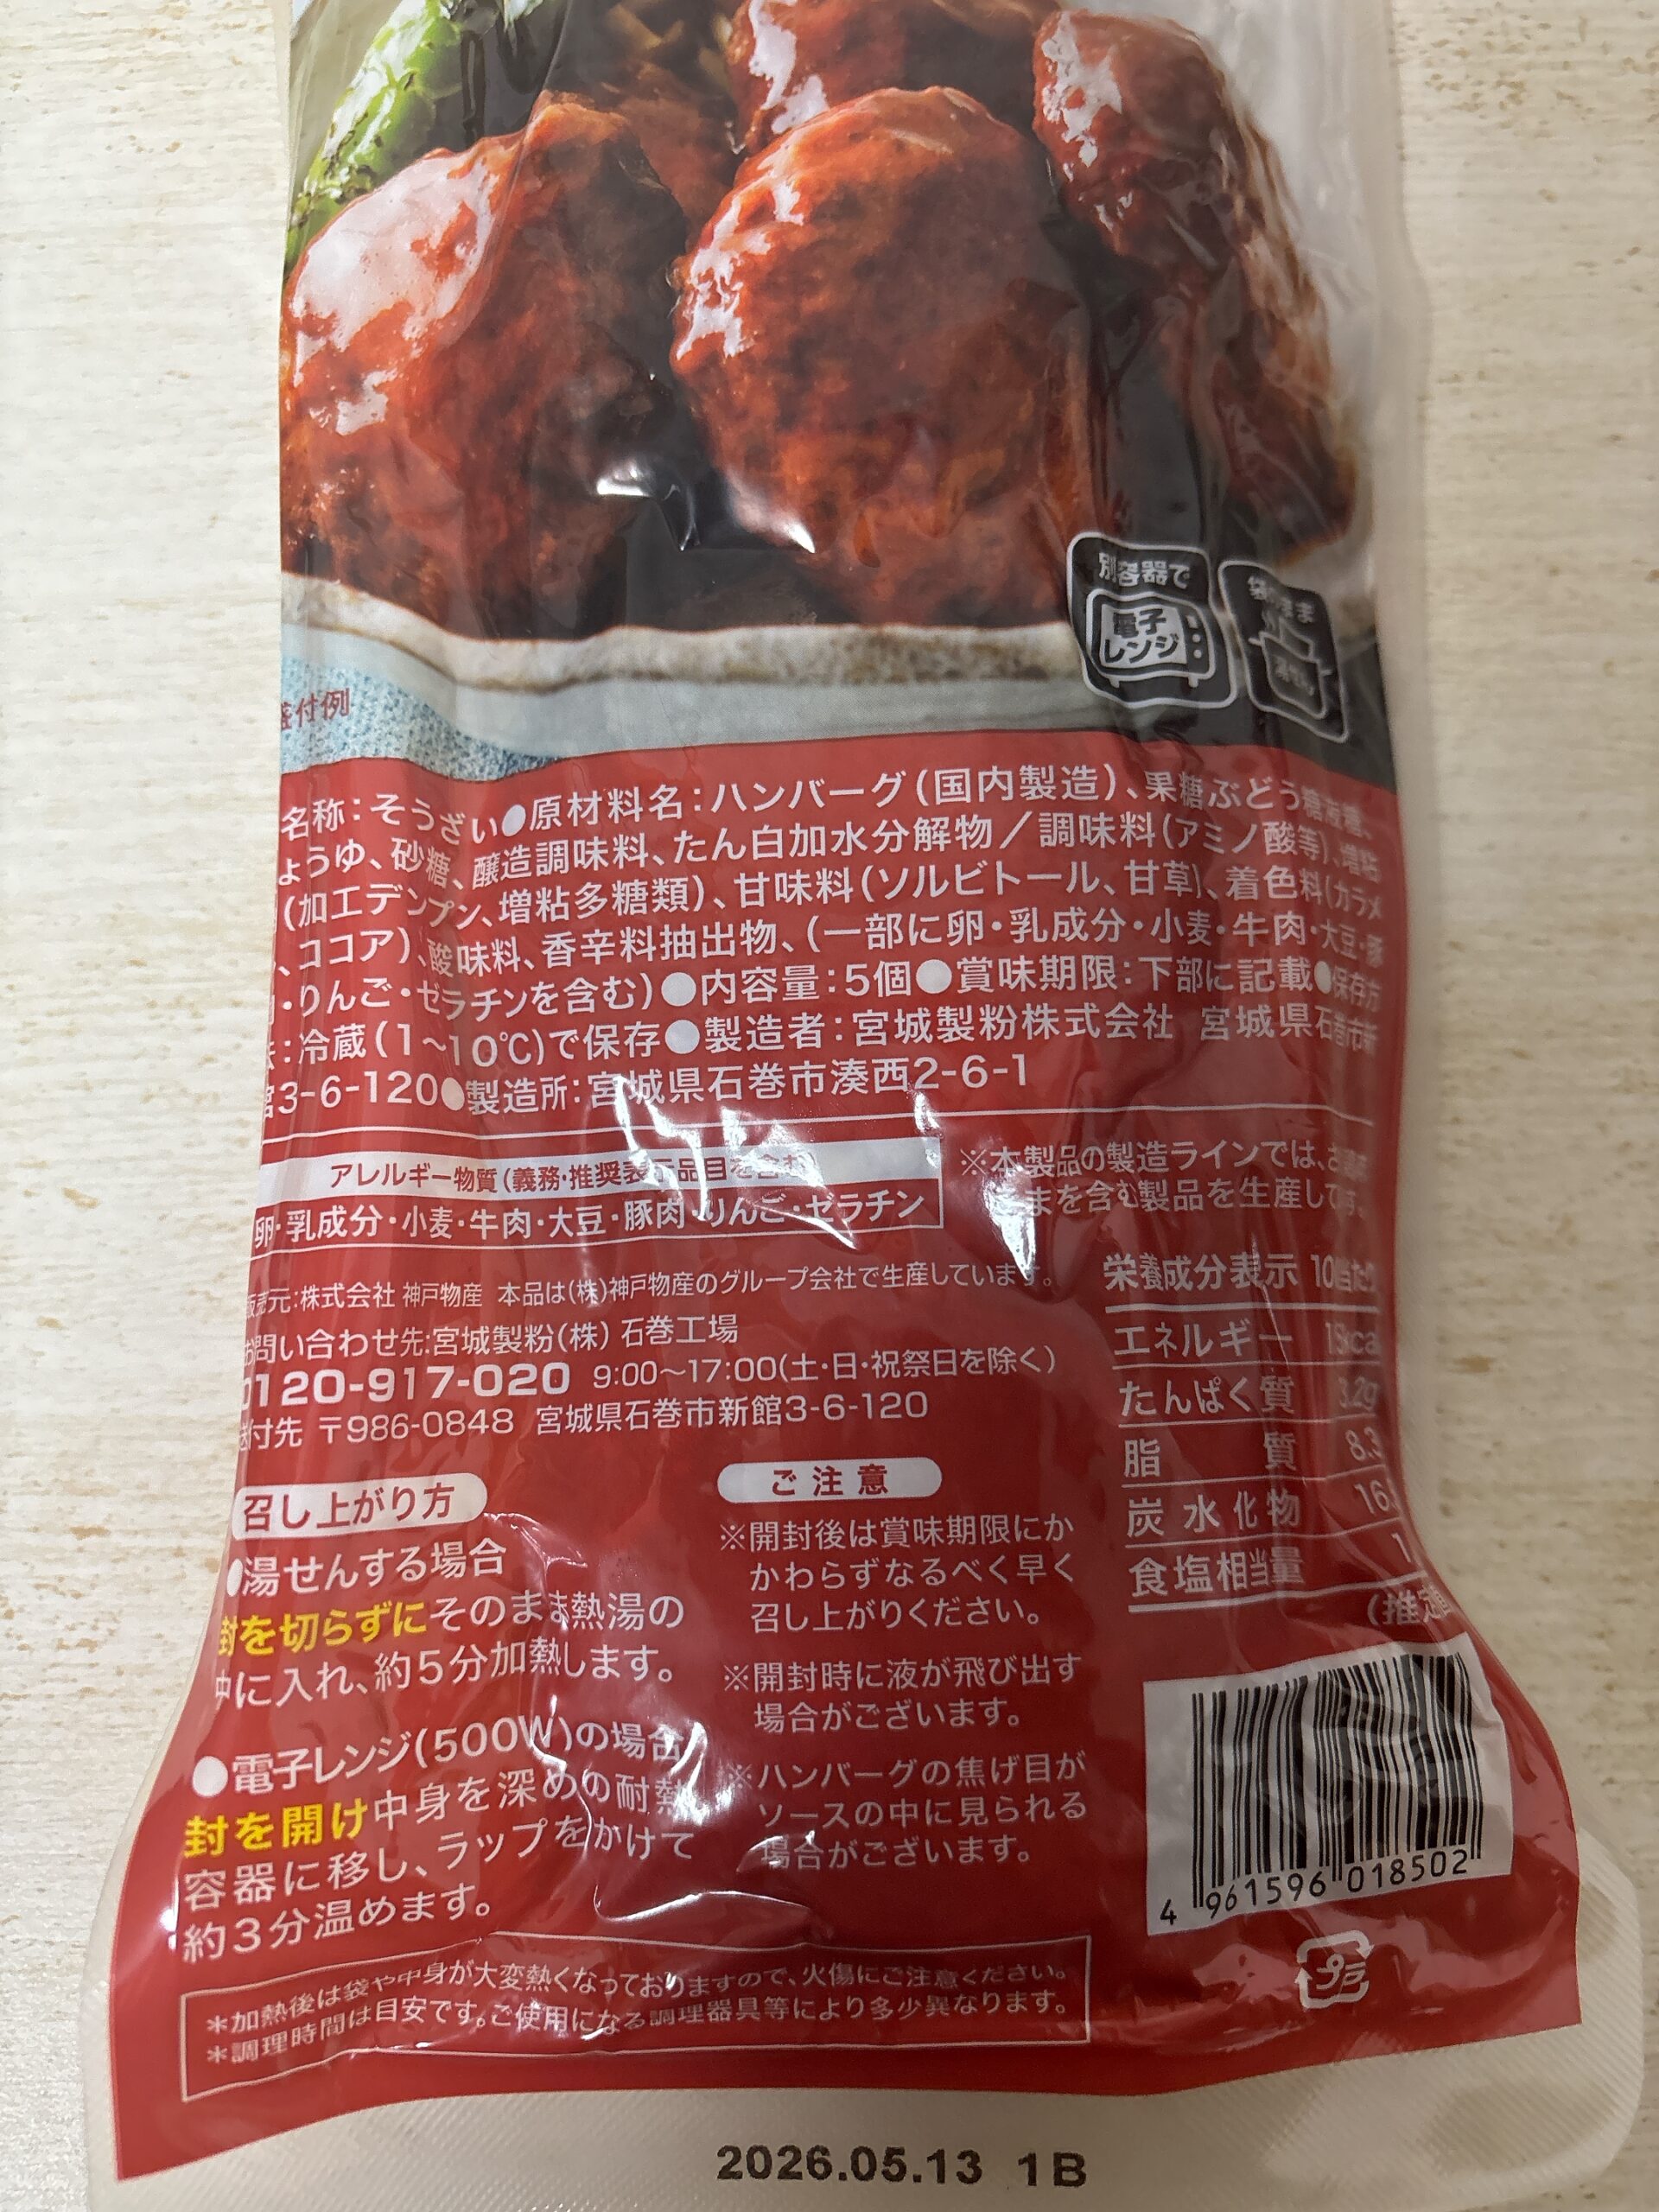 別容器で
電子
レンジ
袋のまま
付例
名称：そうざい●原材料名：ハンバーグ（国内製造）、果糖ぶどう糖液糖、
ょうゆ、砂糖、醸造調味料、たん白加水分解物／調味料（アミノ酸等）、増粘
（加工デンプン、増粘多糖類）、甘味料（ソルビトール、甘草）、着色料（カラメ
、ココア）、酸味料、香辛料抽出物、（一部に卵・乳成分・小麦・牛肉・大豆・豚
・りんご・ゼラチンを含む）●内容量：5個●賞味期限：下部に記載●保存方
：冷蔵（1～10℃）で保存●製造者：宮城製粉株式会社 宮城県石巻市新
3-6-120●製造所：宮城県石巻市湊西2-6-1
アレルギー物質（義務・推奨表示品目を含む）
卵・乳成分・小麦・牛肉・大豆・豚肉・りんご・ゼラチン
※本製品の製造ラインでは、
ごまを含む製品を生産し
販売元：株式会社 神戸物産 本品は（株）神戸物産のグループ会社で生産しています。
お問い合わせ先：宮城製粉（株） 石巻工場
0120-917-020 9:00～17:00（土・日・祝祭日を除く）
送付先 〒986-0848 宮城県石巻市新館3-6-120
栄養成分表示
エネルギー
たんぱく質 3.2g
脂質 8.3
炭水化物 16
食塩相当量 1
（推定値
召し上がり方
●湯せんする場合
封を切らずにそのまま熱湯の
中に入れ、約5分加熱します。
●電子レンジ（500W）の場合
封を開け中身を深めの耐熱
容器に移し、ラップをかけて
約3分温めます。
ご注意
※開封後は賞味期限にか
かわらずなるべく早く
召し上がりください。
※開封時に液が飛び出す
場合がございます。
※ハンバーグの焦げ目が
ソースの中に見られる
場合がございます。
4 961596 018502
プラ
＊加熱後は袋や中身が大変熱くなっておりますので、火傷にご注意ください。
＊調理時間は目安です。ご使用になる調理器具等により多少異なります。
2026.05.13 1B